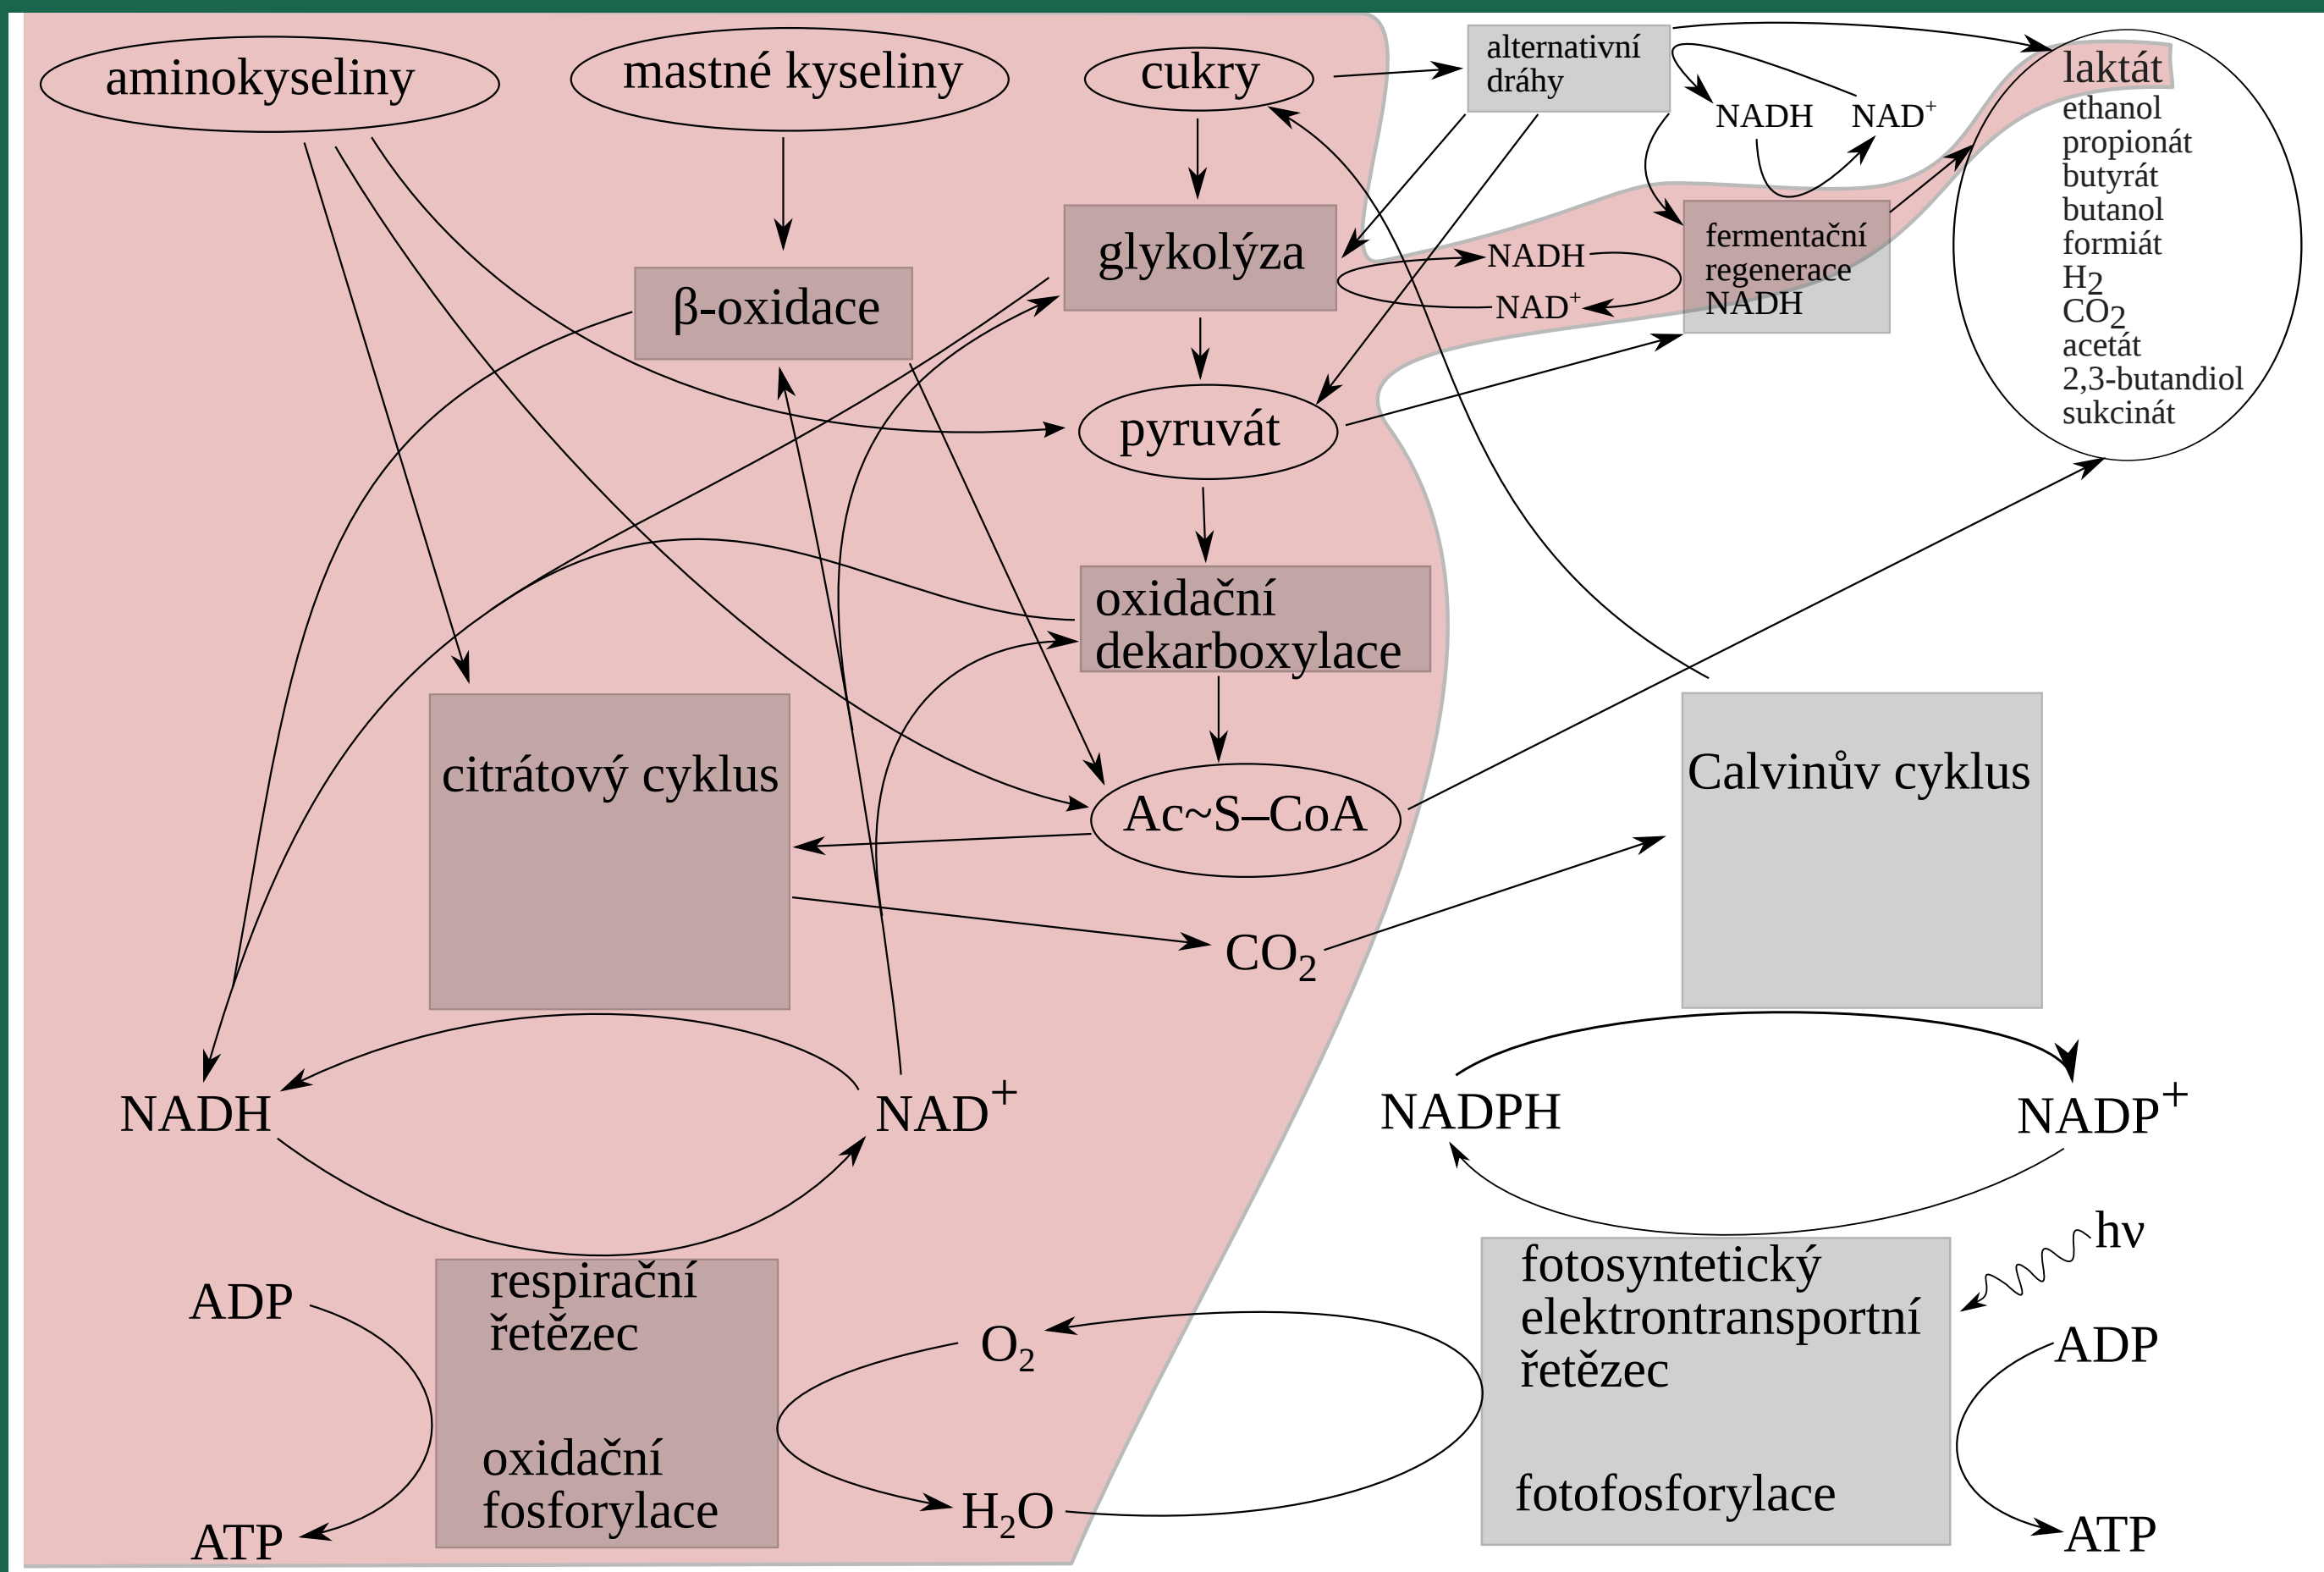 aminokyseliny
mastné kyseliny
cukry
alternativní
dráhy
NADH
NAD+
laktát
ethanol
propionát
butyrát
butanol
formiát
H2
CO2
acetát
2,3-butandiol
sukcinát
β-oxidace
glykolýza
NADH
NAD+
fermentační
regenerace
NADH
pyruvát
oxidační
dekarboxylace
citrátový cyklus
Ac~S–CoA
Calvinův cyklus
CO2
NADH
NAD+
NADPH
NADP+
hν
ADP
respirační
řetězec
oxidační
fosforylace
ATP
O2
H2O
fotosyntetický
elektrontransportní
řetězec
fotofosforylace
ADP
ATP